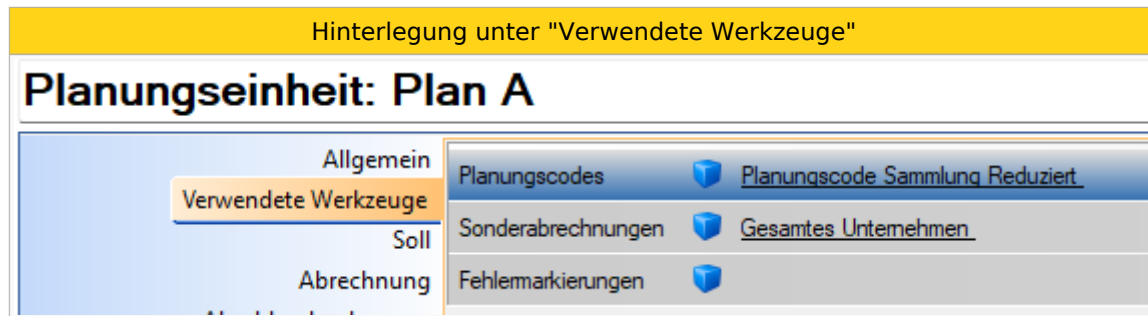 Hinterlegung unter "Verwendete Werkzeuge"
Planungseinheit: Plan A
Allgemein
Verwendete Werkzeuge
Soll
Abrechnung
Planungscodes Planungscode Sammlung Reduziert
Sonderabrechnungen Gesamtes Unternehmen
Fehlermarkierungen